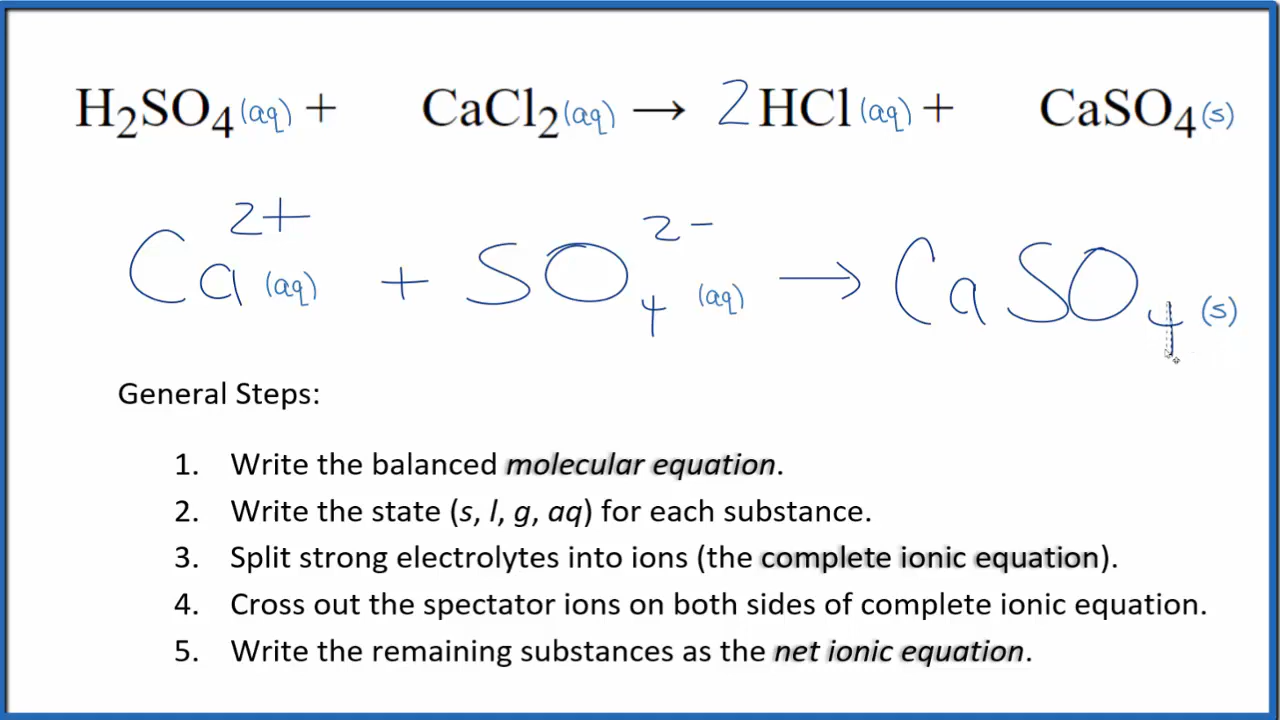 H₂SO₄(aq) + CaCl₂(aq) → 2HCl(aq) + CaSO₄(s)
Ca²⁺(aq) + SO₄²⁻(aq) → CaSO₄(s)
General Steps:
1. Write the balanced molecular equation.
2. Write the state (s, l, g, aq) for each substance.
3. Split strong electrolytes into ions (the complete ionic equation).
4. Cross out the spectator ions on both sides of complete ionic equation.
5. Write the remaining substances as the net ionic equation.